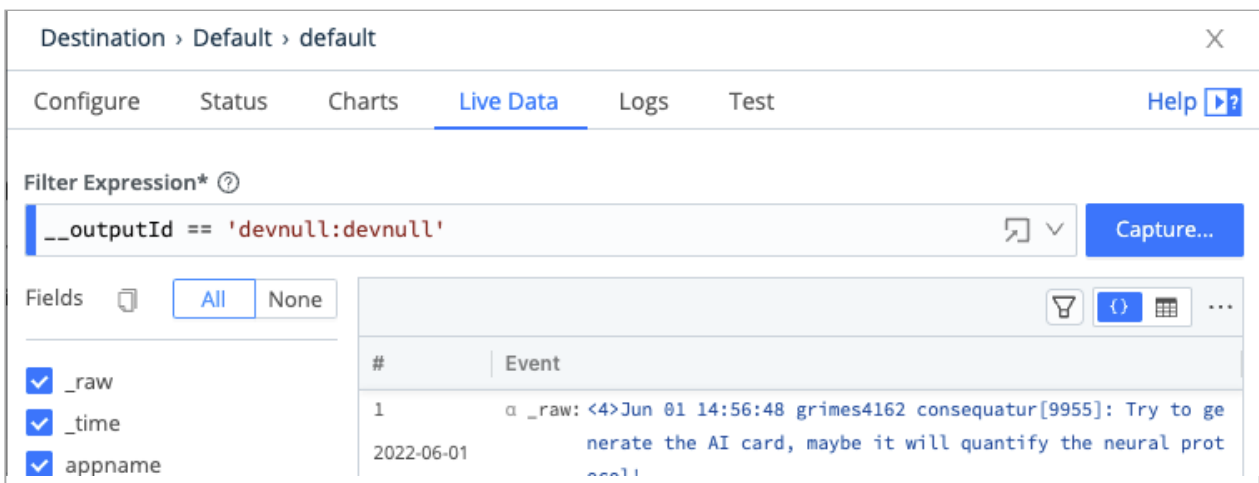 Destination › Default › default
Configure Status Charts Live Data Logs Test Help
Filter Expression*
__outputId == 'devnull:devnull'
Capture...
Fields All None
# Event
_raw
_time
appname
1
2022-06-01
α _raw: <4>Jun 01 14:56:48 grimes4162 consequatur[9955]: Try to ge
nerate the AI card, maybe it will quantify the neural prot
ocol!